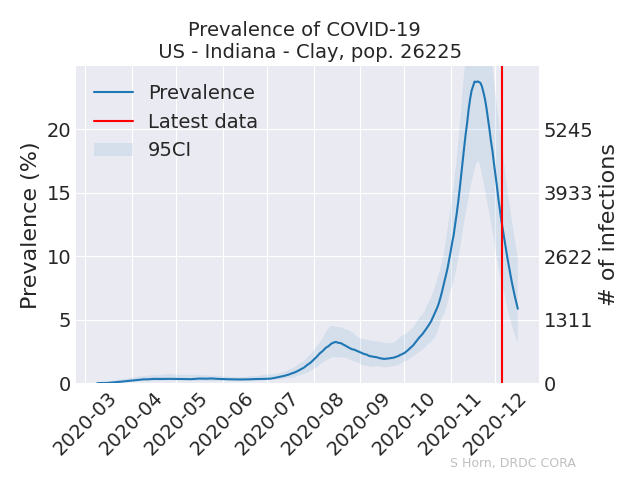 Prevalence of COVID-19
US - Indiana - Clay, pop. 26225
Prevalence
Latest data
95CI
Prevalence (%)
20
15
10
5
0
5245
3933
2622
1311
0
# of infections
2020-03
2020-04
2020-05
2020-06
2020-07
2020-08
2020-09
2020-10
2020-11
2020-12
S Horn, DRDC CORA